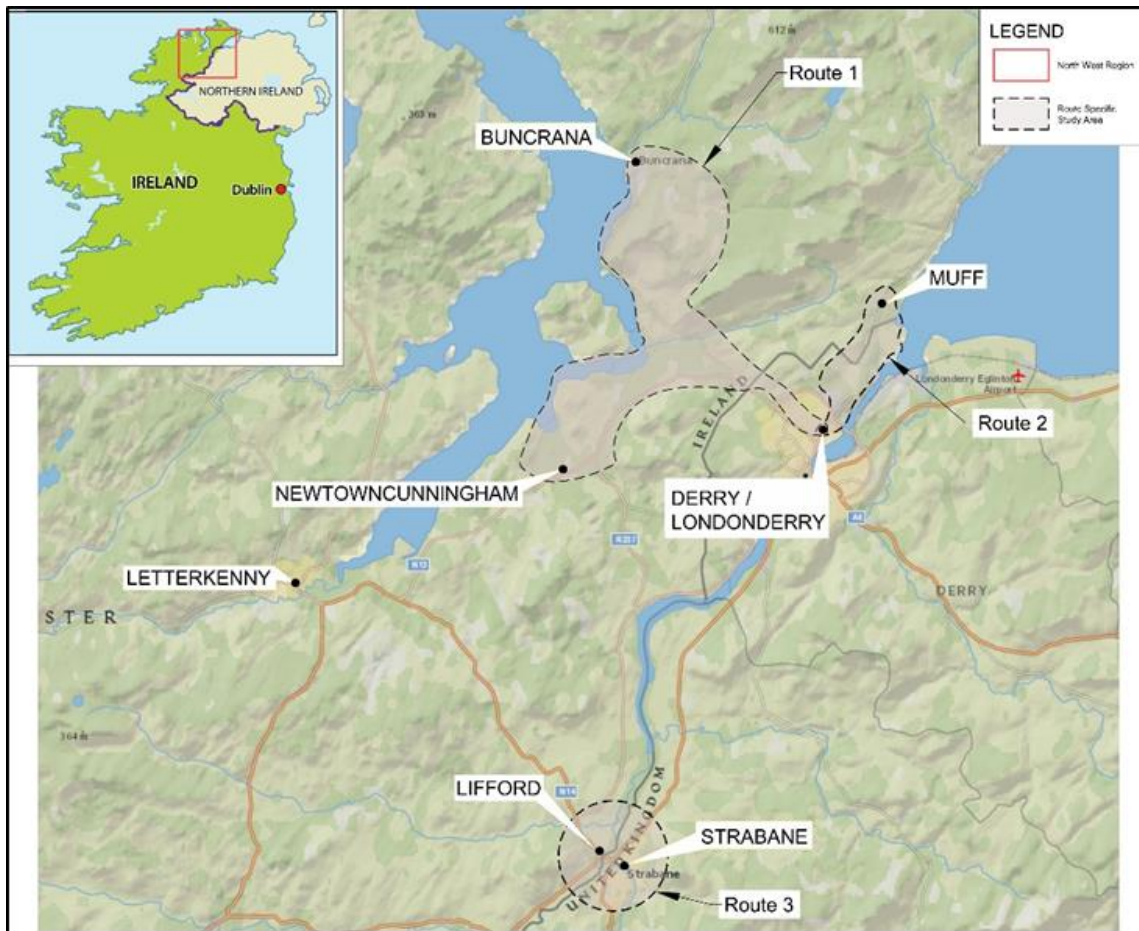 NORTHERN IRELAND
IRELAND
Dublin
LEGEND
North West Region
Route Specific
Study Area
612 m
Route 1
363 m
BUNCRANA
Buncrana
MUFF
Londonderry Eglinton
Airport
Route 2
IRELAND
NEWTOWNCUNNINGHAM
DERRY /
LONDONDERRY
A6
N13
LETTERKENNY
STER
DERRY
364 m
LIFFORD
N14
UNITED KINGDOM
STRABANE
Strabane
Route 3